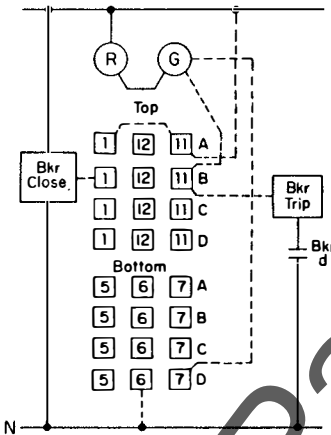 R G
Top
1 12 11 A
Bkr Close
1 12 11 B
Bkr Trip
1 12 11 C
1 12 11 D
Bkr d
Bottom
5 6 7 A
5 6 7 B
5 6 7 C
5 6 7 D
N